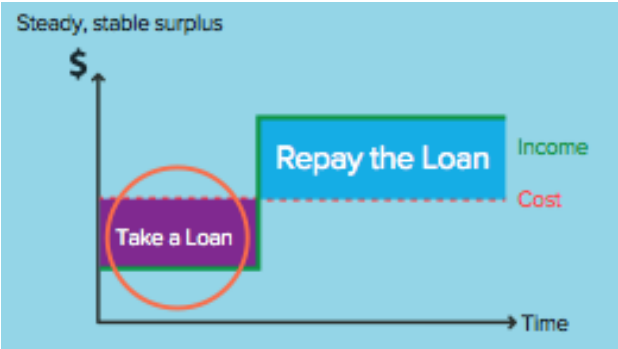 Steady, stable surplus
$
Repay the Loan
Income
Cost
Take a Loan
Time